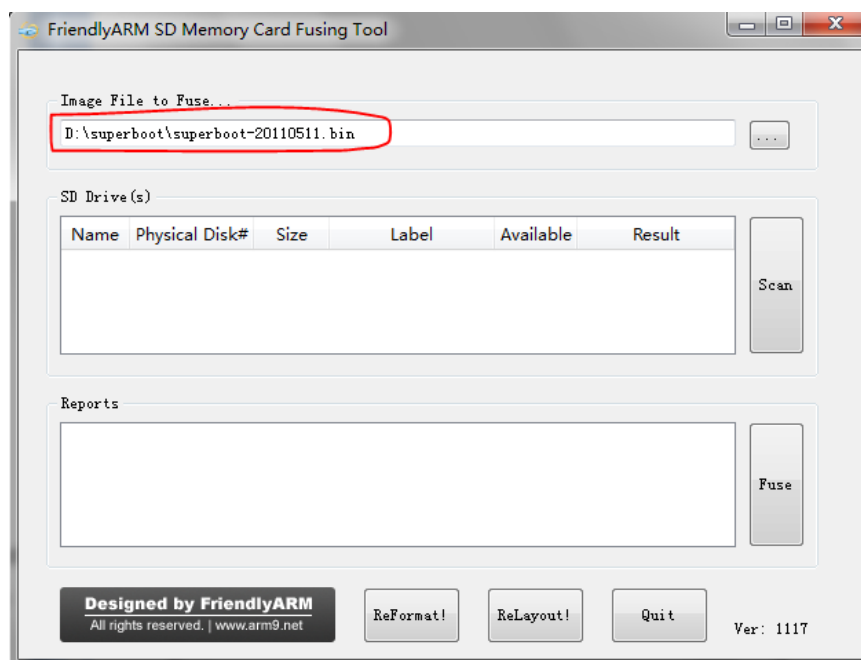 FriendlyARM SD Memory Card Fusing Tool
Image File to Fuse...
D:\superboot\superboot-20110511.bin
...
SD Drive(s)
Name Physical Disk# Size Label Available Result
Scan
Reports
Fuse
Designed by FriendlyARM
All rights reserved. | www.arm9.net
ReFormat!
ReLayout!
Quit
Ver: 1117